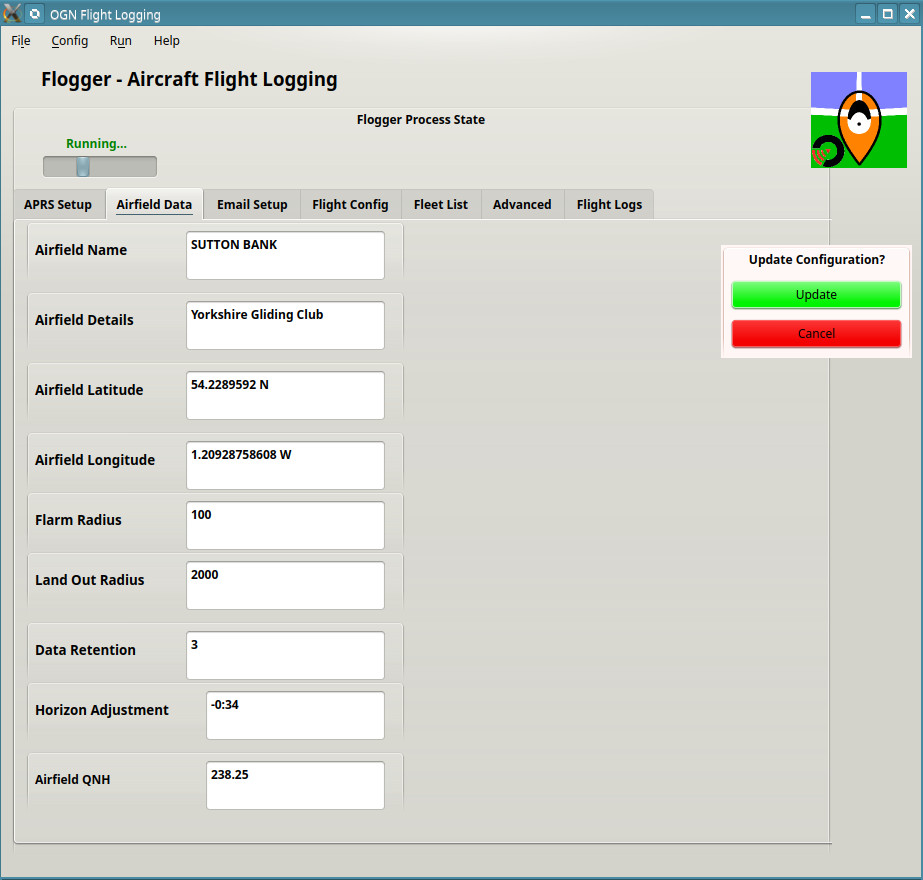 OGN Flight Logging
File Config Run Help
Flogger - Aircraft Flight Logging
Flogger Process State
Running...
APRS Setup Airfield Data Email Setup Flight Config Fleet List Advanced Flight Logs
Airfield Name SUTTON BANK
Update Configuration?
Update
Cancel
Airfield Details Yorkshire Gliding Club
Airfield Latitude 54.2289592 N
Airfield Longitude 1.20928758608 W
Flarm Radius 100
Land Out Radius 2000
Data Retention 3
Horizon Adjustment -0:34
Airfield QNH 238.25